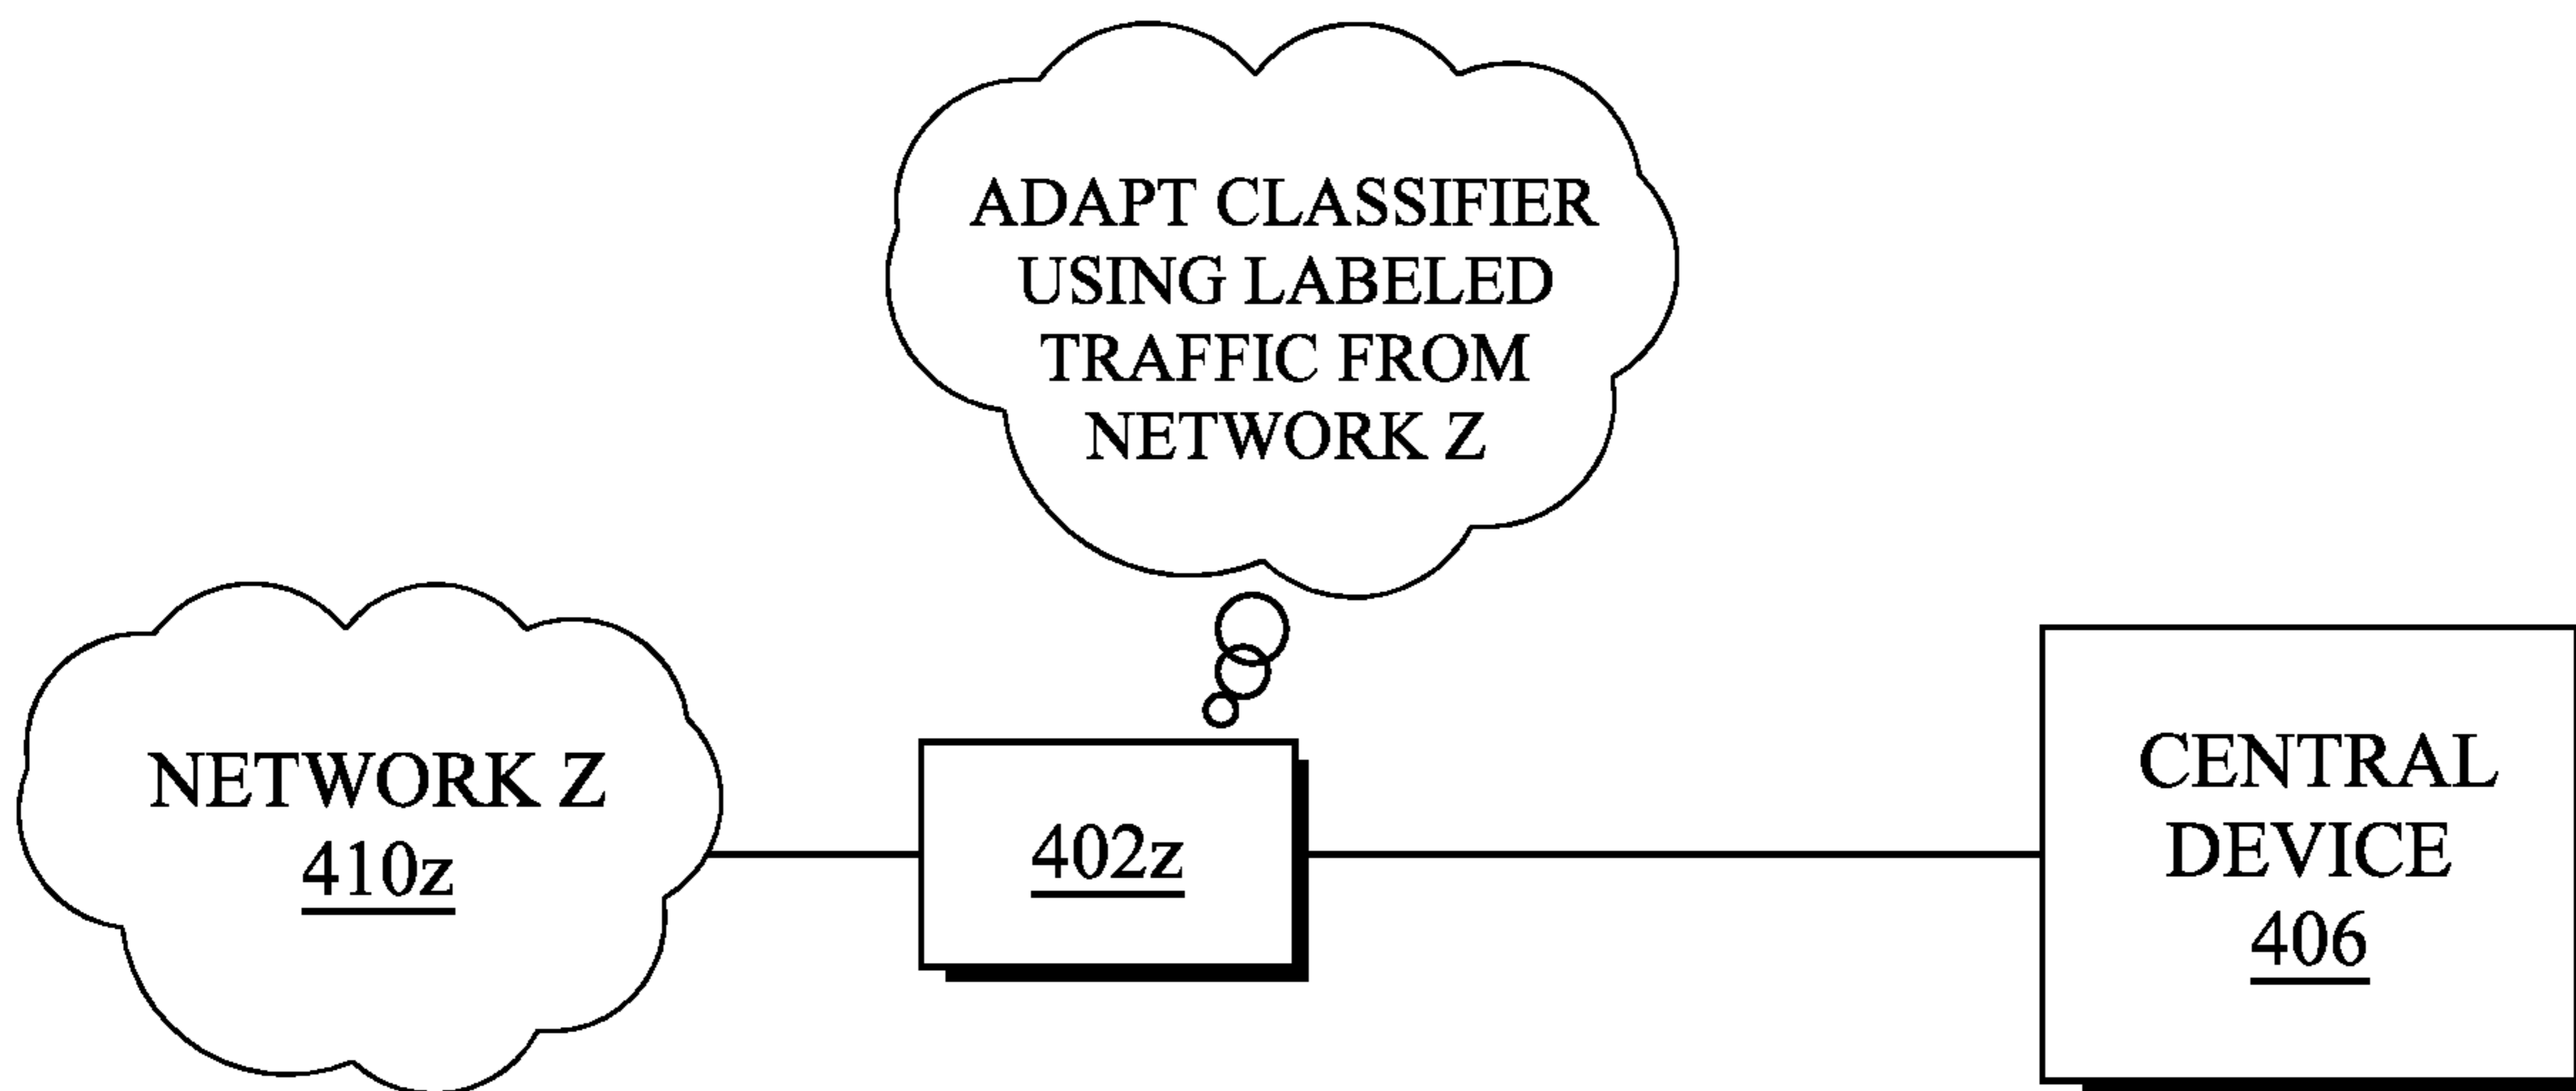 ADAPT CLASSIFIER
USING LABELED
TRAFFIC FROM
NETWORK Z
NETWORK Z
410z
402z
CENTRAL
DEVICE
406